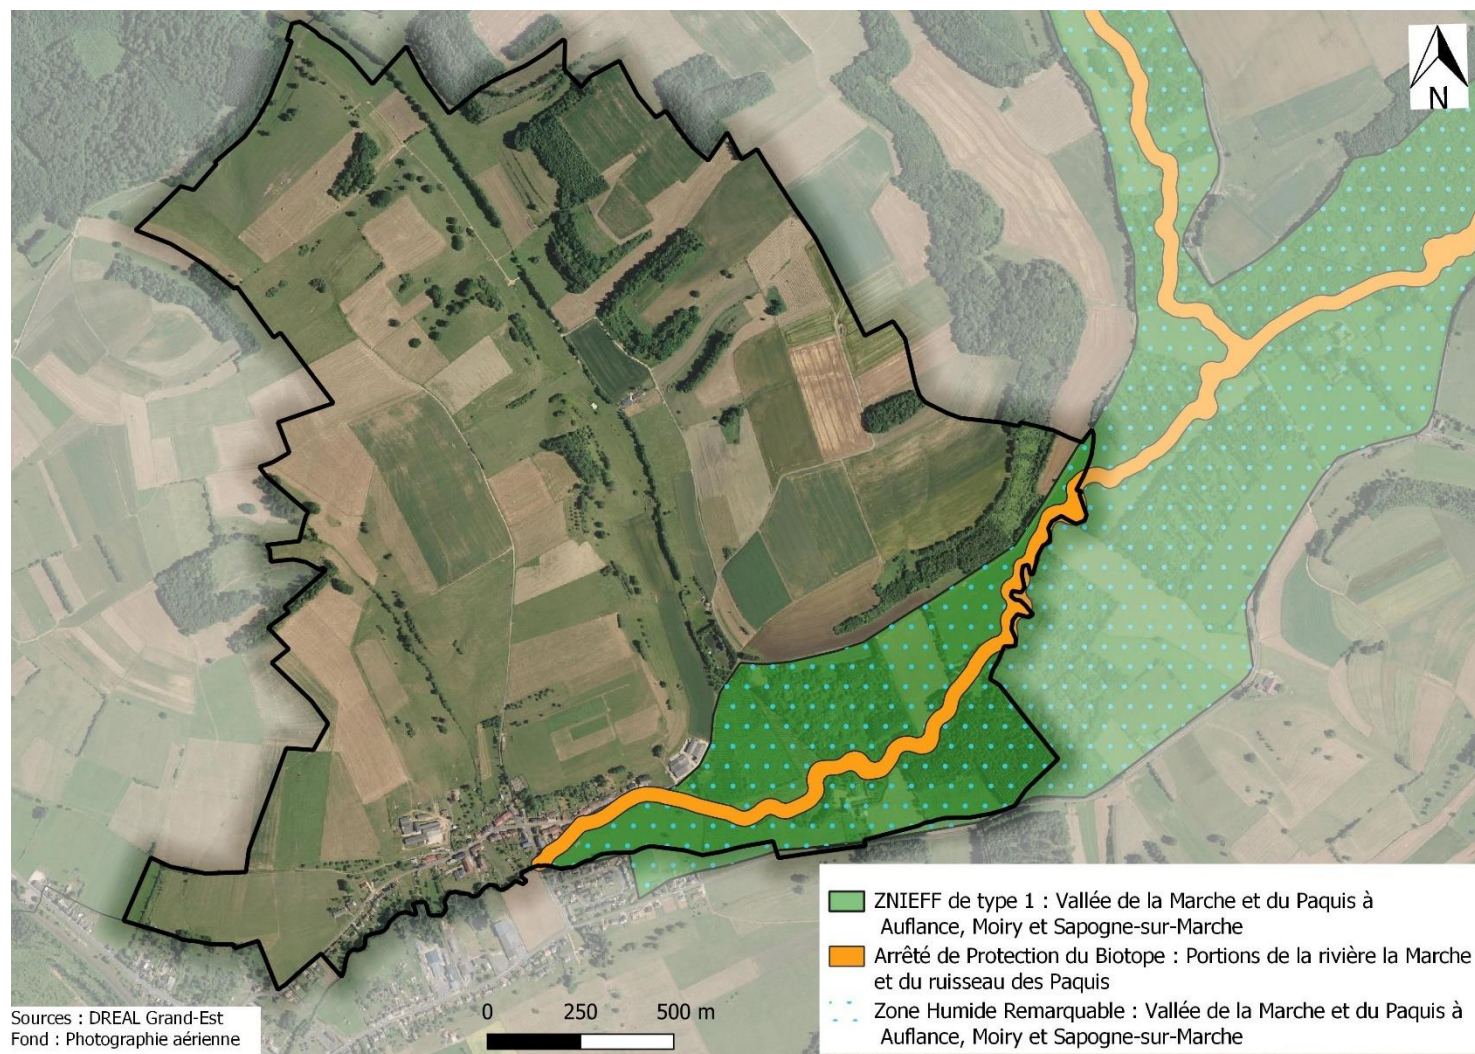 N
ZNIEFF de type 1 : Vallée de la Marche et du Paquis à
Auflance, Moiry et Sapogne-sur-Marche
Arrêté de Protection du Biotope : Portions de la rivière la Marche
et du ruisseau des Paquis
Zone Humide Remarquable : Vallée de la Marche et du Paquis à
Auflance, Moiry et Sapogne-sur-Marche
0 250 500 m
Sources : DREAL Grand-Est
Fond : Photographie aérienne